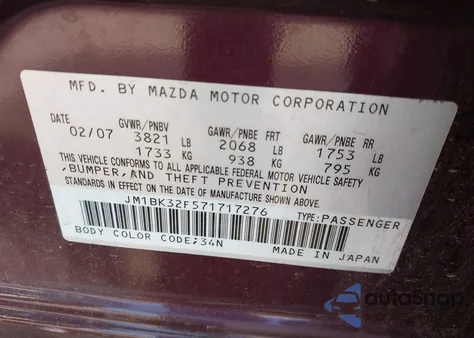 MFD. BY MAZDA MOTOR CORPORATION
DATE GVWR/PNBV GAWR/PNBE FRT GAWR/PNBE RR
02/07 3821 LB 2068 LB 1753 LB
1733 KG 938 KG 795 KG
THIS VEHICLE CONFORMS TO ALL APPLICABLE FEDERAL MOTOR VEHICLE SAFETY
,BUMPER,AND THEFT PREVENTION
STANDARDS IN EFFECT ON THE DATE OF MANUFACTURE SHOWN ABOVE.
JM1BK32F571717276 TYPE:PASSENGER
BODY COLOR CODE;34N MADE IN JAPAN
autoSnap